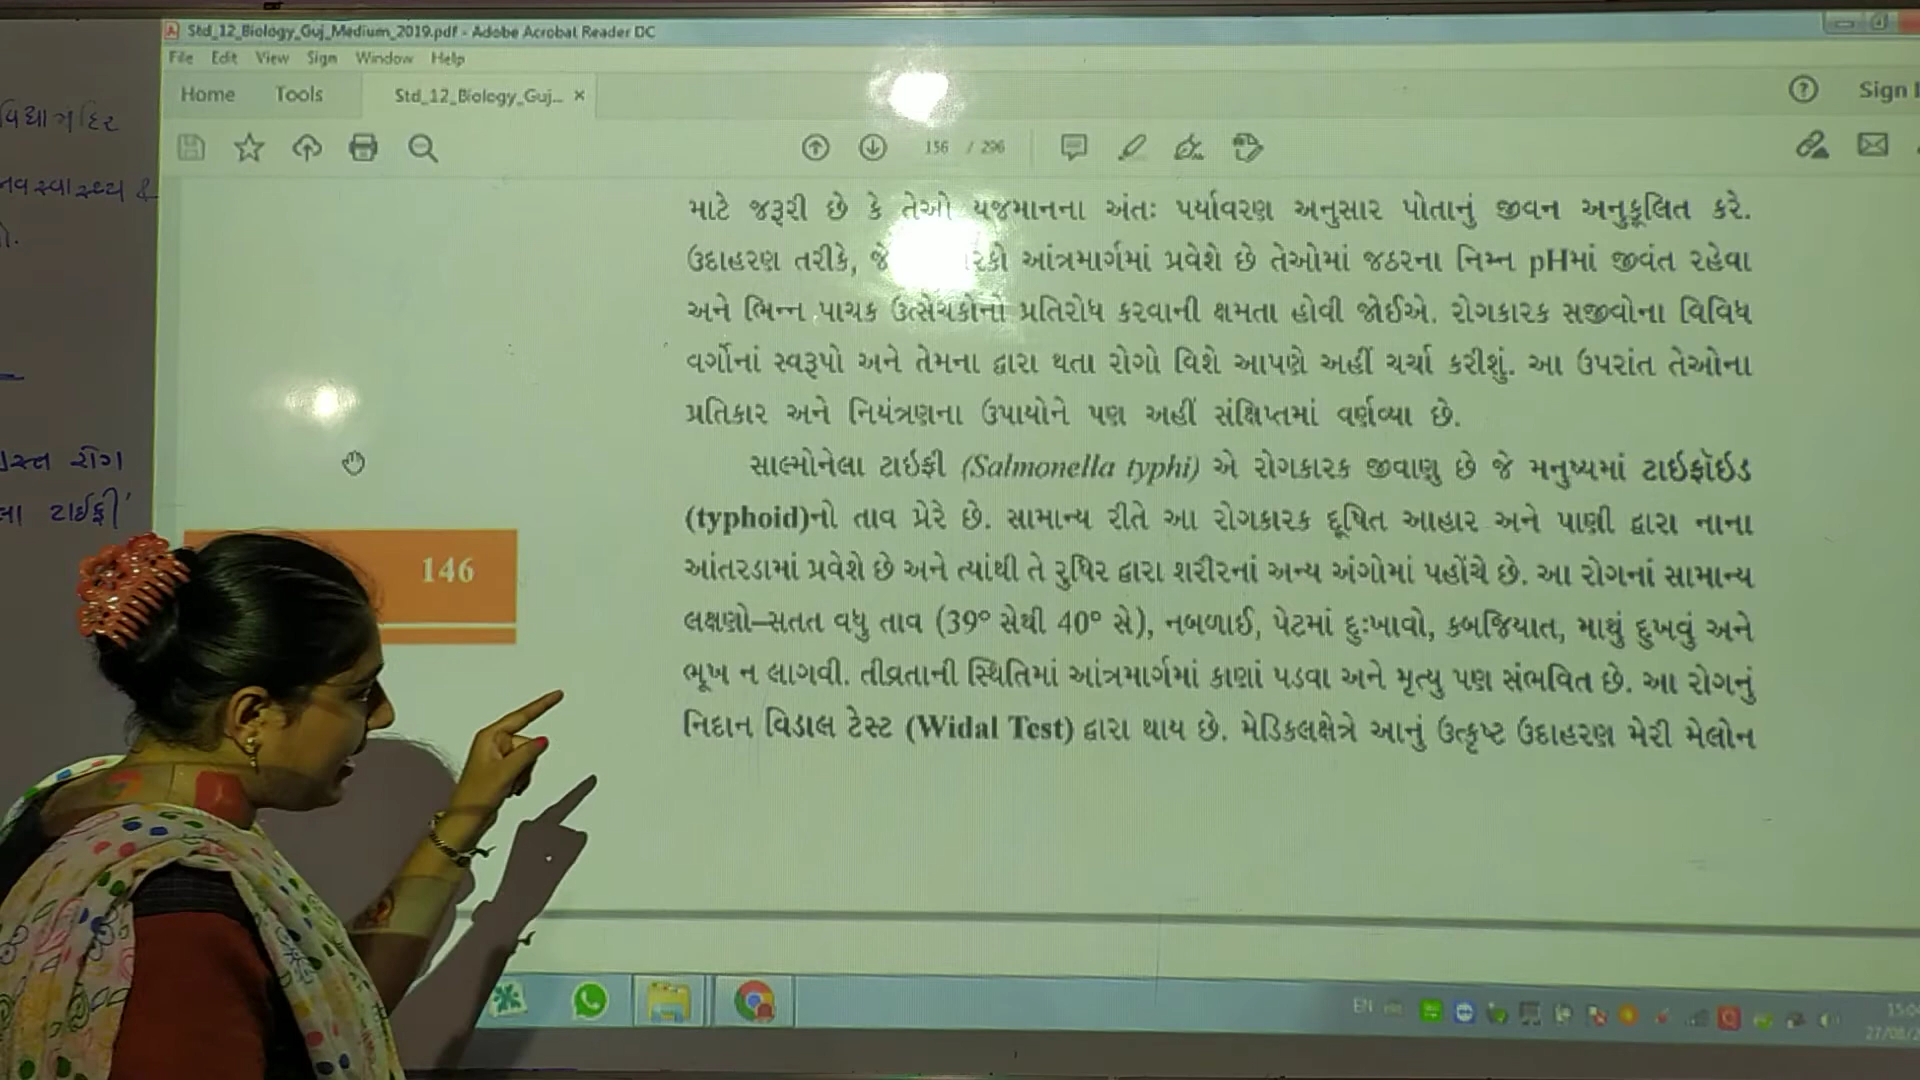 Std_12_Biology_Guj_Medium_2019.pdf - Adobe Acrobat Reader DC
File Edit View Sign Window Help
Home Tools Std_12_Biology_Guj... × Sign
156 / 296
માટે જરૂરી છે કે તેઓ યજમાનના અંતઃ પર્યાવરણ અનુસાર પોતાનું જીવન અનુકૂલિત કરે.
ઉદાહરણ તરીકે, જે આંત્રમાર્ગમાં પ્રવેશે છે તેઓમાં જઠરના નિમ્ન pHમાં જીવંત રહેવા
અને ભિન્ન પાચક ઉત્સેચકોનો પ્રતિરોધ કરવાની ક્ષમતા હોવી જોઈએ. રોગકારક સજીવોના વિવિધ
વર્ગોનાં સ્વરૂપો અને તેમના દ્વારા થતા રોગો વિશે આપણે અહીં ચર્ચા કરીશું. આ ઉપરાંત તેઓના
પ્રતિકાર અને નિયંત્રણના ઉપાયોને પણ અહીં સંક્ષિપ્તમાં વર્ણવ્યા છે.
સાલ્મોનેલા ટાઇફી (Salmonella typhi) એ રોગકારક જીવાણુ છે જે મનુષ્યમાં ટાઇફૉઇડ
(typhoid)નો તાવ પ્રેરે છે. સામાન્ય રીતે આ રોગકારક દૂષિત આહાર અને પાણી દ્વારા નાના
આંતરડામાં પ્રવેશે છે અને ત્યાંથી તે રુધિર દ્વારા શરીરનાં અન્ય અંગોમાં પહોંચે છે. આ રોગનાં સામાન્ય
લક્ષણો–સતત વધુ તાવ (39° સેથી 40° સે), નબળાઈ, પેટમાં દુઃખાવો, કબજિયાત, માથું દુખવું અને
ભૂખ ન લાગવી. તીવ્રતાની સ્થિતિમાં આંત્રમાર્ગમાં કાણાં પડવા અને મૃત્યુ પણ સંભવિત છે. આ રોગનું
નિદાન વિડાલ ટેસ્ટ (Widal Test) દ્વારા થાય છે. મેડિકલક્ષેત્રે આનું ઉત્કૃષ્ટ ઉદાહરણ મેરી મેલોન
146
વિદ્યામંદિર
સ્વાસ્થ્ય &
રોગ
ટાઈફી'
EN